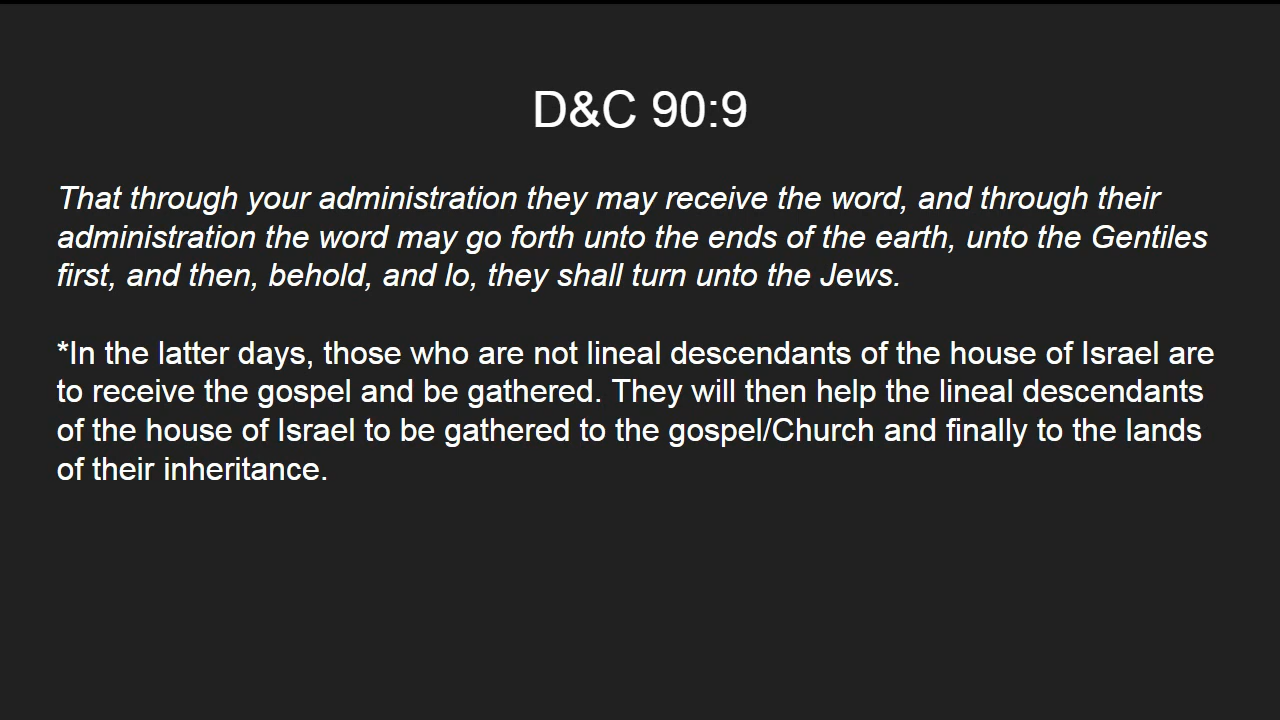 D&C 90:9
That through your administration they may receive the word, and through their
administration the word may go forth unto the ends of the earth, unto the Gentiles
first, and then, behold, and lo, they shall turn unto the Jews.
*In the latter days, those who are not lineal descendants of the house of Israel are
to receive the gospel and be gathered. They will then help the lineal descendants
of the house of Israel to be gathered to the gospel/Church and finally to the lands
of their inheritance.